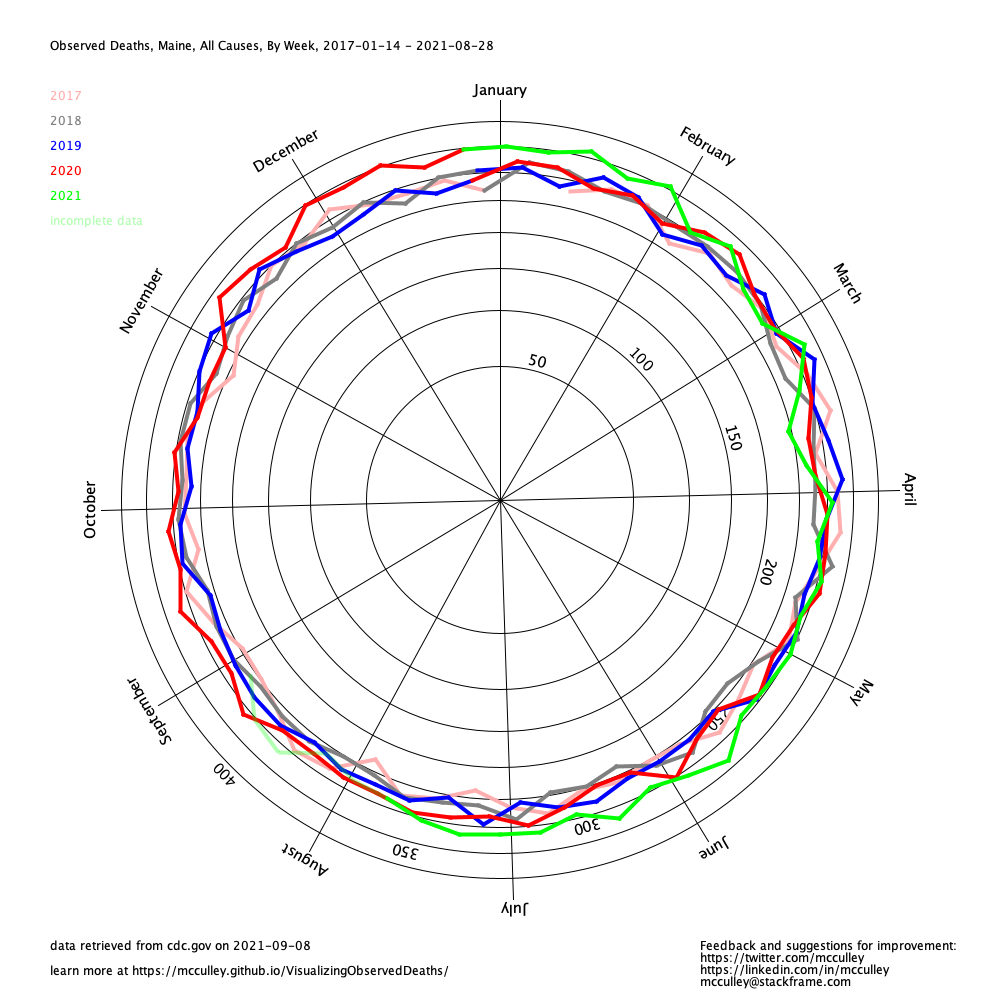 Observed Deaths, Maine, All Causes, By Week, 2017-01-14 - 2021-08-28
2017
2018
2019
2020
2021
incomplete data
January
February
March
April
May
June
July
August
September
October
November
December
50
100
150
200
250
300
350
400
data retrieved from cdc.gov on 2021-09-08
learn more at https://mcculley.github.io/VisualizingObservedDeaths/
Feedback and suggestions for improvement:
https://twitter.com/mcculley
https://linkedin.com/in/mcculley
mcculley@stackframe.com